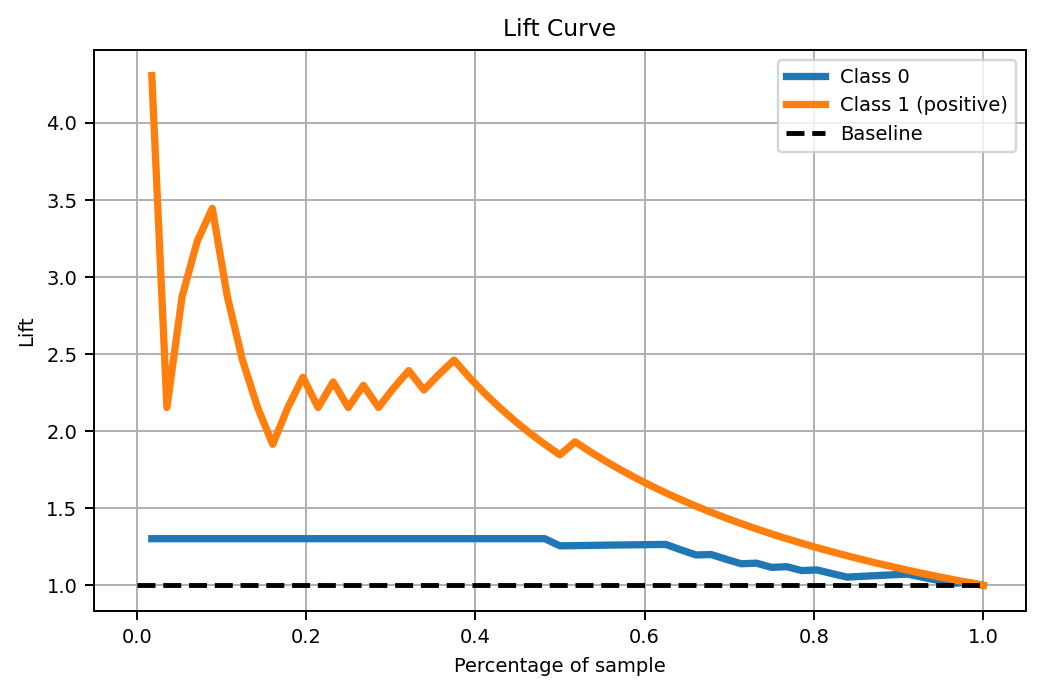 Lift Curve
Class 0
Class 1 (positive)
Baseline
4.0
3.5
3.0
2.5
2.0
1.5
1.0
Lift
0.0 0.2 0.4 0.6 0.8 1.0
Percentage of sample